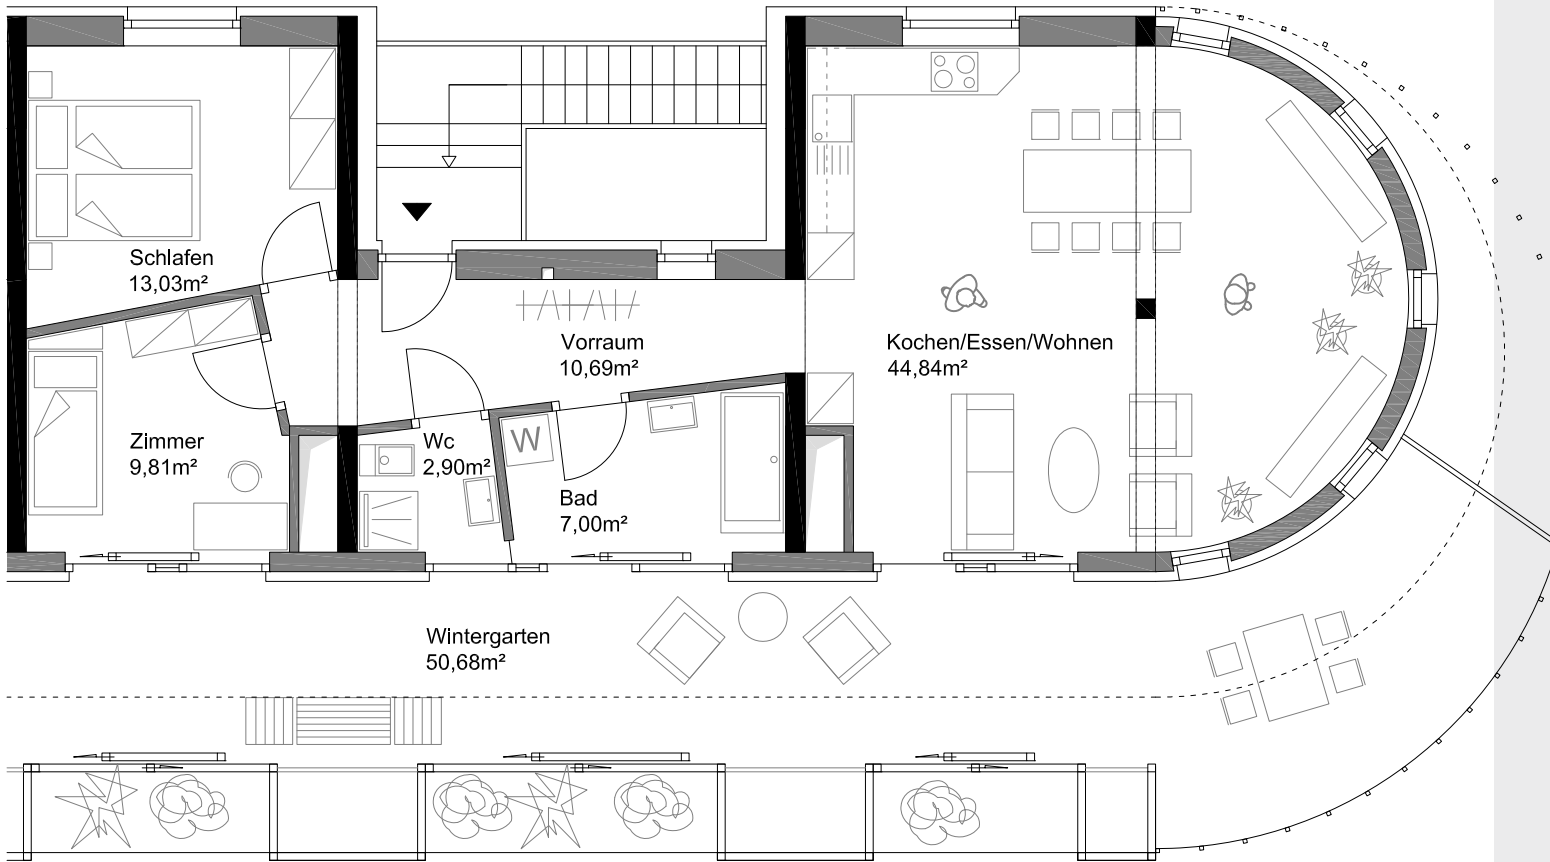 Schlafen
13,03m²
Vorraum
10,69m²
Kochen/Essen/Wohnen
44,84m²
Zimmer
9,81m²
Wc
2,90m²
W
Bad
7,00m²
Wintergarten
50,68m²